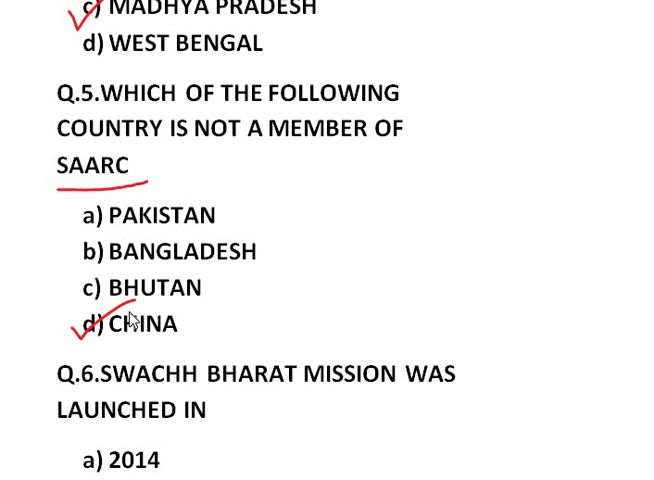 c) MADHYA PRADESH
d) WEST BENGAL
Q.5.WHICH OF THE FOLLOWING
COUNTRY IS NOT A MEMBER OF
SAARC
a) PAKISTAN
b) BANGLADESH
c) BHUTAN
d) CHINA
Q.6.SWACHH BHARAT MISSION WAS
LAUNCHED IN
a) 2014